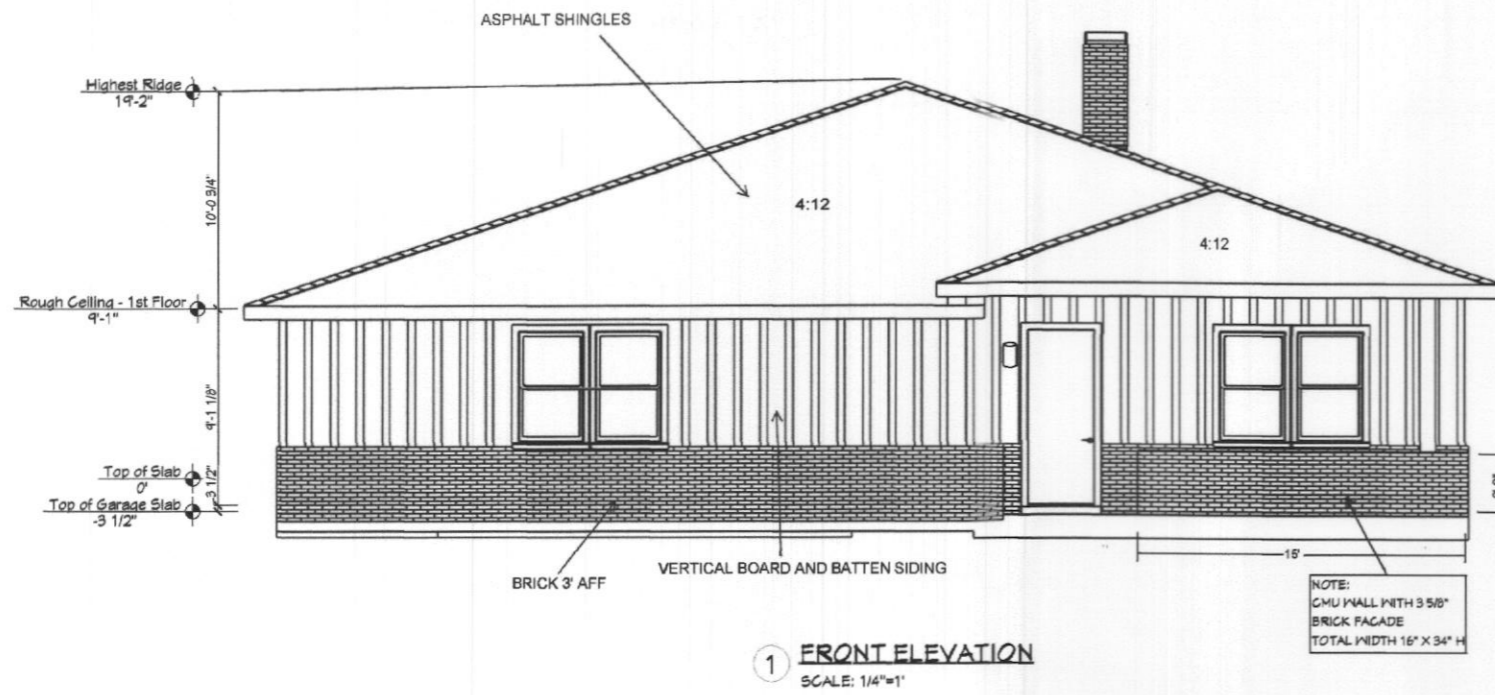 ASPHALT SHINGLES
Highest Ridge
19'-2"
10'-0 3/4"
4:12
4:12
Rough Ceiling - 1st Floor
9'-1"
9'-1 1/8"
Top of Slab
0'
3 1/2"
Top of Garage Slab
-3 1/2"
15'
BRICK 3' AFF
VERTICAL BOARD AND BATTEN SIDING
NOTE:
CMU WALL WITH 3 5/8"
BRICK FACADE
TOTAL WIDTH 16" X 34" H
1 FRONT ELEVATION
SCALE: 1/4"=1'